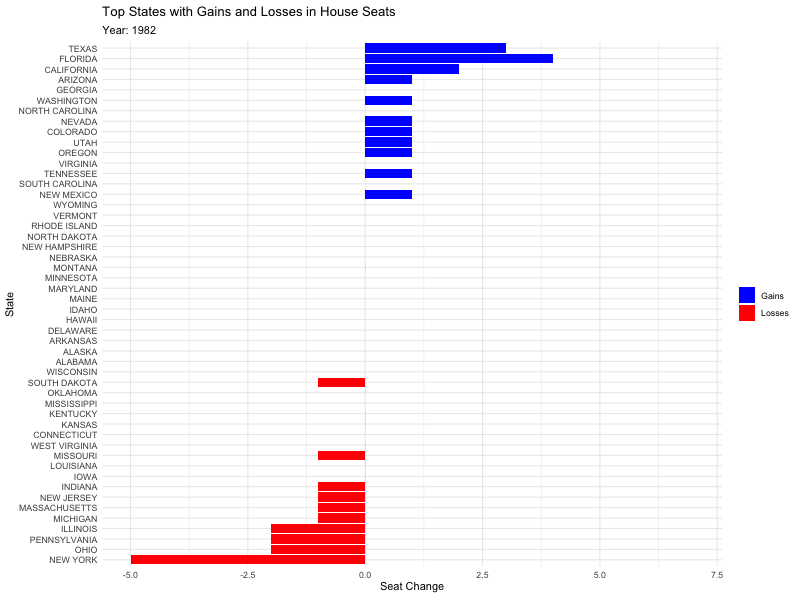 Top States with Gains and Losses in House Seats
Year: 1982
TEXAS
FLORIDA
CALIFORNIA
ARIZONA
GEORGIA
WASHINGTON
NORTH CAROLINA
NEVADA
COLORADO
UTAH
OREGON
VIRGINIA
TENNESSEE
SOUTH CAROLINA
NEW MEXICO
WYOMING
VERMONT
RHODE ISLAND
NORTH DAKOTA
NEW HAMPSHIRE
NEBRASKA
MONTANA
MINNESOTA
MARYLAND
MAINE
IDAHO
HAWAII
DELAWARE
ARKANSAS
ALASKA
ALABAMA
WISCONSIN
SOUTH DAKOTA
OKLAHOMA
MISSISSIPPI
KENTUCKY
KANSAS
CONNECTICUT
WEST VIRGINIA
MISSOURI
LOUISIANA
IOWA
INDIANA
NEW JERSEY
MASSACHUSETTS
MICHIGAN
ILLINOIS
PENNSYLVANIA
OHIO
NEW YORK
State
-5.0 -2.5 0.0 2.5 5.0 7.5
Seat Change
Gains
Losses